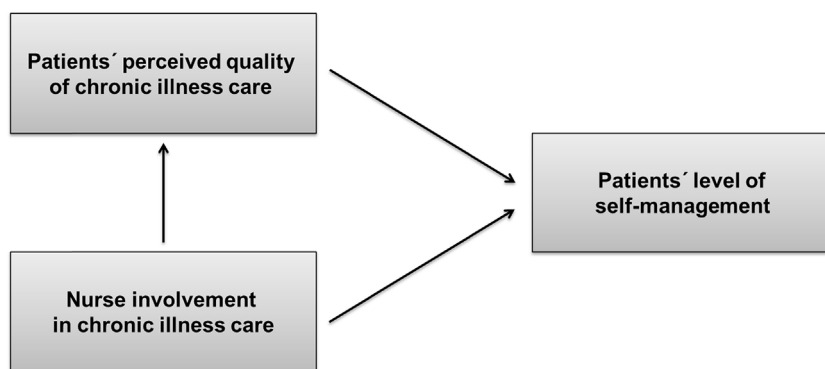 Patients´ perceived quality
of chronic illness care
Patients´ level of
self-management
Nurse involvement
in chronic illness care